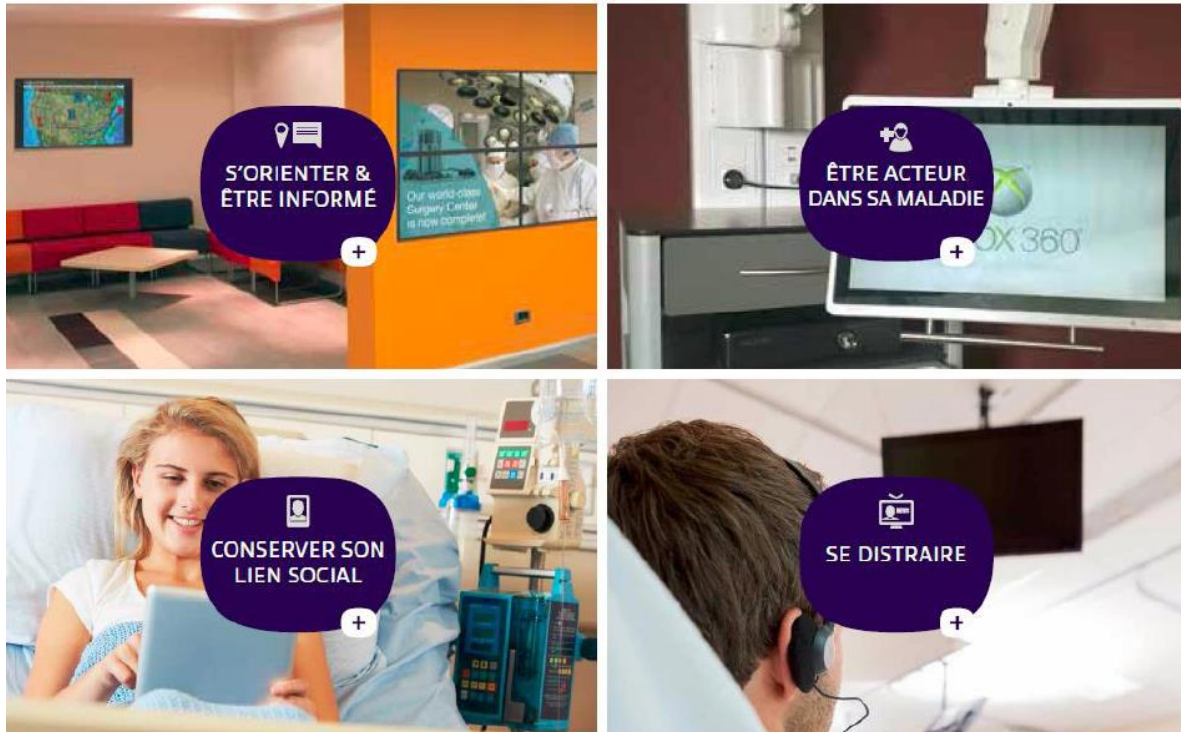 S'ORIENTER &
ÊTRE INFORMÉ
+
Our world-class
Surgery Center
is now complete!
ÊTRE ACTEUR
DANS SA MALADIE
+
OX 360
CONSERVER SON
LIEN SOCIAL
+
NEWS
SE DISTRAIRE
+